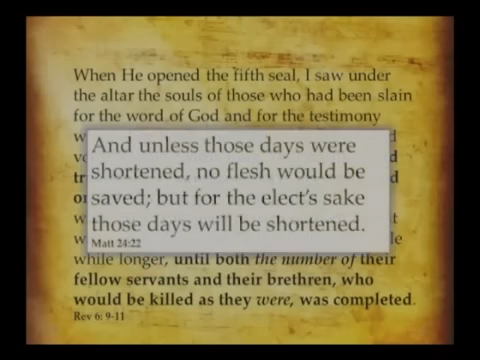 When He opened the fifth seal, I saw under
the altar the souls of those who had been slain
for the word of God and for the testimony
And unless those days were
shortened, no flesh would be
saved; but for the elect's sake
those days will be shortened.
Matt 24:22
while longer, until both the number of their
fellow servants and their brethren, who
would be killed as they were, was completed.
Rev 6: 9-11